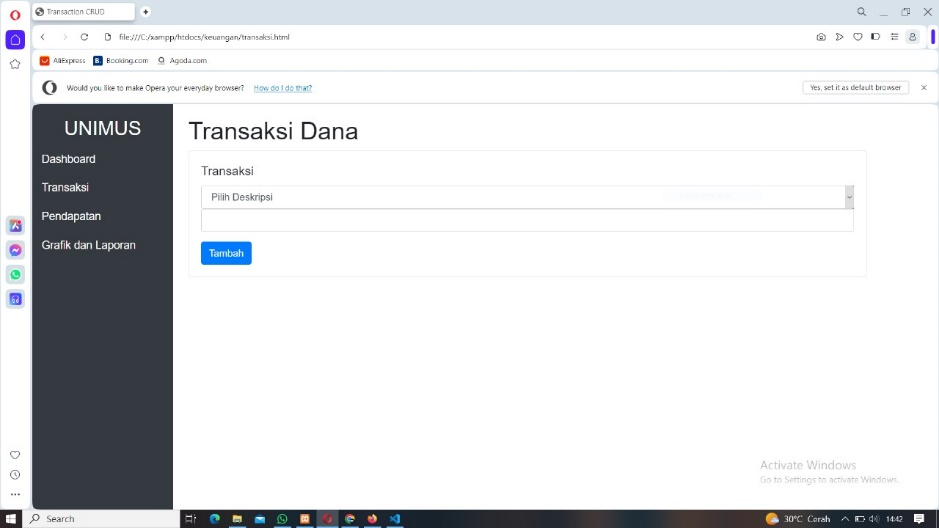 Transaction CRUD
file:///C:/xampp/htdocs/keuangan/transaksi.html
AliExpress
B. Booking.com
Agoda.com
Would you like to make Opera your everyday browser? How do I do that?
Yes, set it as default browser
UNIMUS
Dashboard
Transaksi
Pendapatan
Grafik dan Laporan
Transaksi Dana
Transaksi
Pilih Deskripsi
Tambah
Activate Windows
Go to Settings to activate Windows.
Search
30°C Cerah
14:42